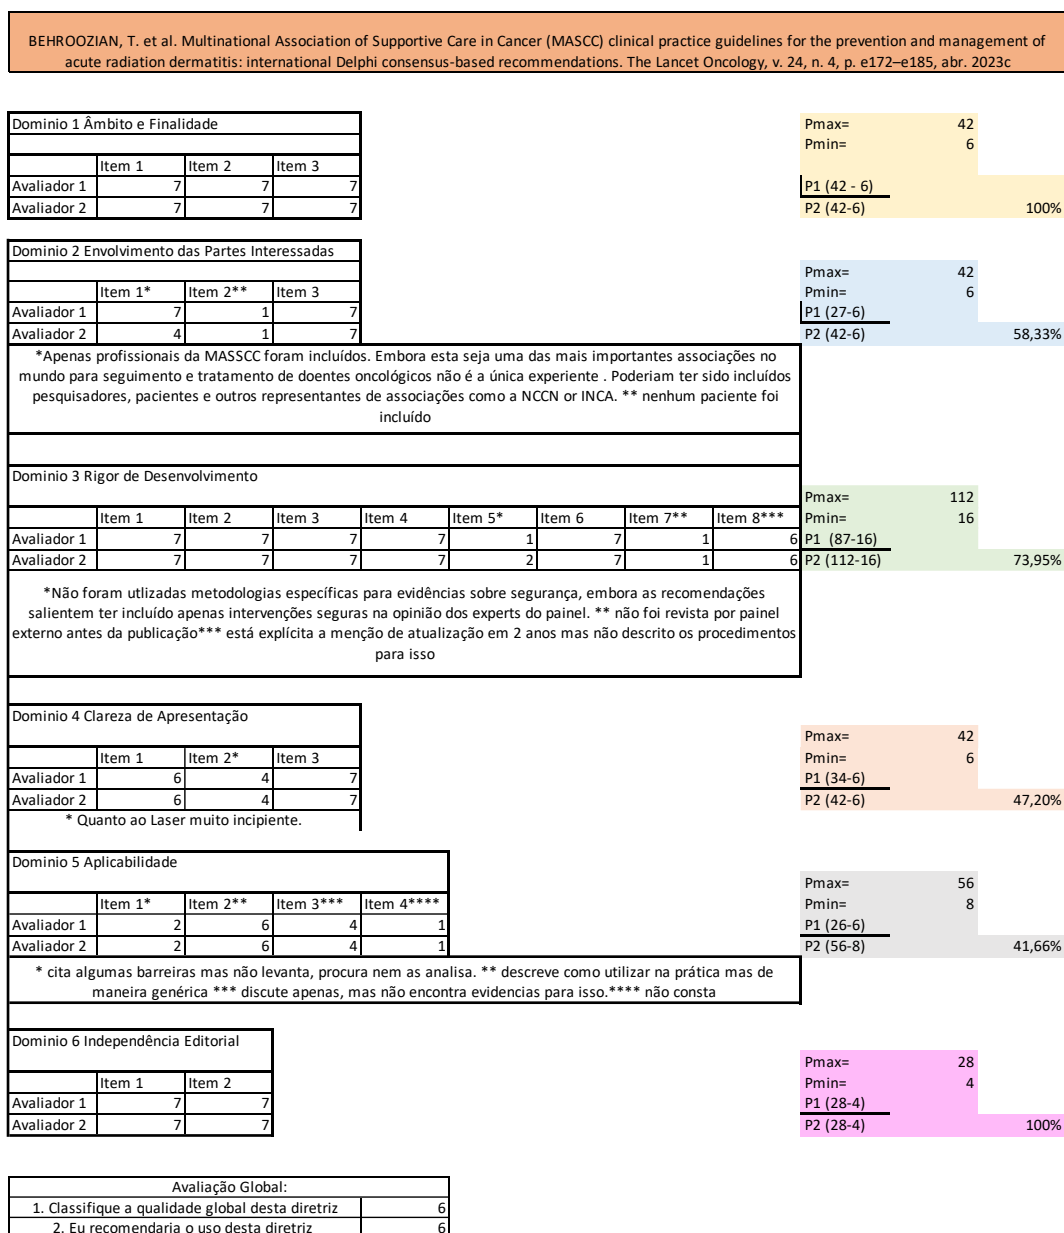 BEHROOZIAN, T. et al. Multinational Association of Supportive Care in Cancer (MASCC) clinical practice guidelines for the prevention and management of
acute radiation dermatitis: international Delphi consensus-based recommendations. The Lancet Oncology, v. 24, n. 4, p. e172–e185, abr. 2023c
Dominio 1 Âmbito e Finalidade
Pmax= 42
Pmin= 6
Item 1 Item 2 Item 3
Avaliador 1 7 7 7 P1 (42 - 6)
Avaliador 2 7 7 7 P2 (42-6) 100%
Dominio 2 Envolvimento das Partes Interessadas
Pmax= 42
Item 1* Item 2** Item 3 Pmin= 6
Avaliador 1 7 1 7 P1 (27-6)
Avaliador 2 4 1 7 P2 (42-6) 58,33%
*Apenas profissionais da MASSCC foram incluídos. Embora esta seja uma das mais importantes associações no
mundo para seguimento e tratamento de doentes oncológicos não é a única experiente . Poderiam ter sido incluídos
pesquisadores, pacientes e outros representantes de associações como a NCCN or INCA. ** nenhum paciente foi
incluído
Dominio 3 Rigor de Desenvolvimento
Pmax= 112
Item 1 Item 2 Item 3 Item 4 Item 5* Item 6 Item 7** Item 8*** Pmin= 16
Avaliador 1 7 7 7 7 1 7 1 6 P1 (87-16)
Avaliador 2 7 7 7 7 2 7 1 6 P2 (112-16) 73,95%
*Não foram utlizadas metodologias específicas para evidências sobre segurança, embora as recomendações
salientem ter incluído apenas intervenções seguras na opinião dos experts do painel. ** não foi revista por painel
externo antes da publicação*** está explícita a menção de atualização em 2 anos mas não descrito os procedimentos
para isso
Dominio 4 Clareza de Apresentação
Pmax= 42
Item 1 Item 2* Item 3 Pmin= 6
Avaliador 1 6 4 7 P1 (34-6)
Avaliador 2 6 4 7 P2 (42-6) 47,20%
* Quanto ao Laser muito incipiente.
Dominio 5 Aplicabilidade
Pmax= 56
Item 1* Item 2** Item 3*** Item 4**** Pmin= 8
Avaliador 1 2 6 4 1 P1 (26-6)
Avaliador 2 2 6 4 1 P2 (56-8) 41,66%
* cita algumas barreiras mas não levanta, procura nem as analisa. ** descreve como utilizar na prática mas de
maneira genérica *** discute apenas, mas não encontra evidencias para isso.**** não consta
Dominio 6 Independência Editorial
Pmax= 28
Item 1 Item 2 Pmin= 4
Avaliador 1 7 7 P1 (28-4)
Avaliador 2 7 7 P2 (28-4) 100%
Avaliação Global:
1. Classifique a qualidade global desta diretriz 6
2. Eu recomendaria o uso desta diretriz 6